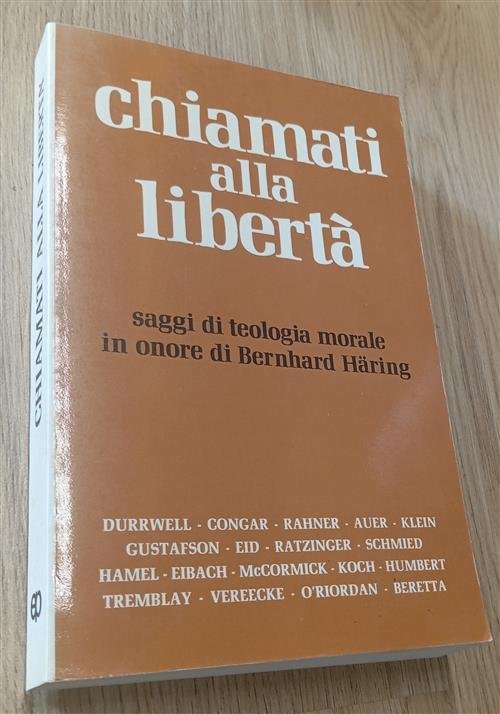 chiamati
alla
libertà
saggi di teologia morale
in onore di Bernhard Häring
DURRWELL - CONGAR - RAHNER - AUER - KLEIN
GUSTAFSON - EID - RATZINGER - SCHMIED
HAMEL - EIBACH - McCORMICK - KOCH - HUMBERT
TREMBLAY - VEREECKE - O'RIORDAN - BERETTA
CHIAMATI ALLA LIBERTÀ